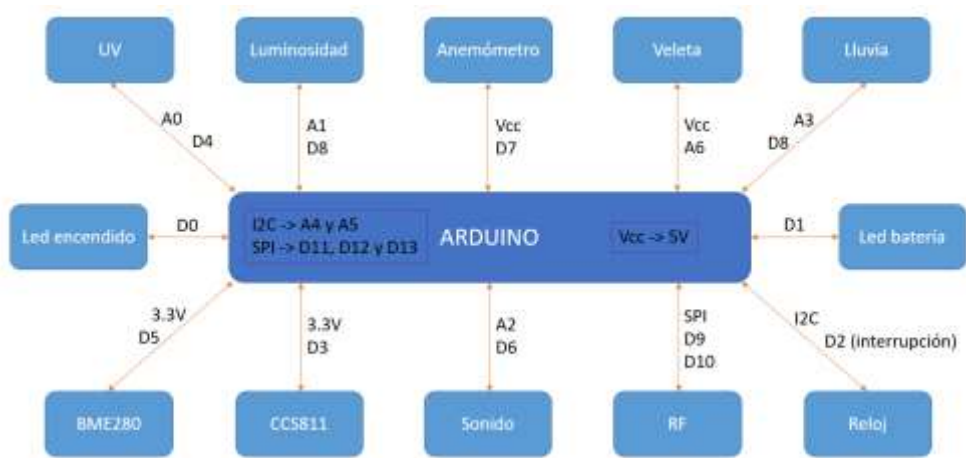 UV
Luminosidad
Anemómetro
Veleta
Lluvia
A0
D4
A1
D8
Vcc
D7
Vcc
A6
A3
D8
Led encendido
D0
I2C -> A4 y A5
SPI -> D11, D12 y D13
ARDUINO
Vcc -> 5V
D1
Led batería
3.3V
D5
3.3V
D3
A2
D6
SPI
D9
D10
I2C
D2 (interrupción)
BME280
CCS811
Sonido
RF
Reloj